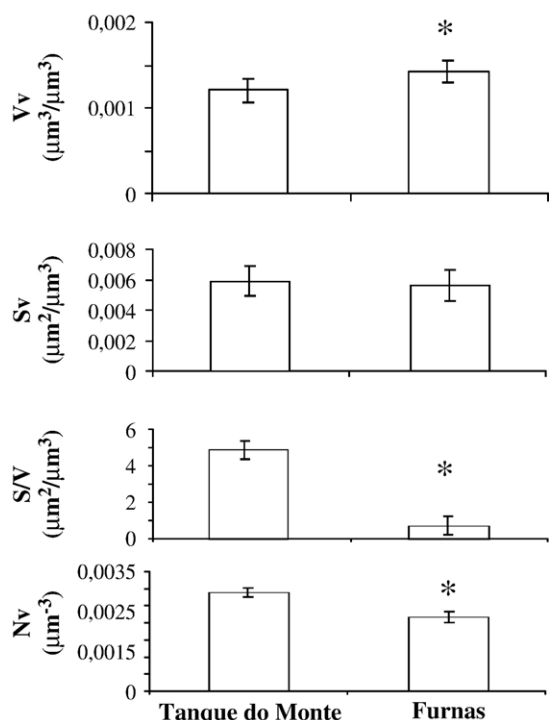 0,002
*
Vv
(μm³/μm³)
0,001
0
0,008
Sv
(μm²/μm³)
0,006
0,004
0,002
0
6
S/V
(μm²/μm³)
4
*
2
0
0,0035
*
Nv
(μm⁻³)
0,0025
0,0015
0
Tanque do Monte Furnas